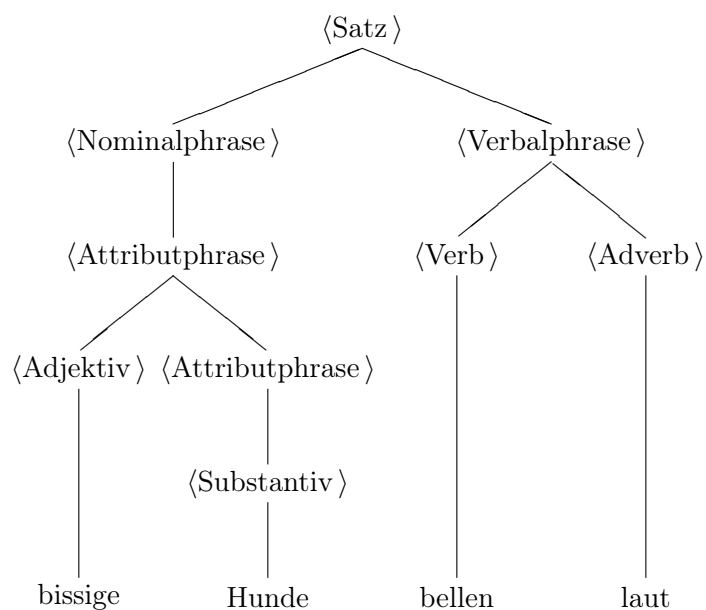 ⟨Satz⟩
⟨Nominalphrase⟩ ⟨Verbalphrase⟩
⟨Attributphrase⟩ ⟨Verb⟩ ⟨Adverb⟩
⟨Adjektiv⟩ ⟨Attributphrase⟩
⟨Substantiv⟩
bissige Hunde bellen laut